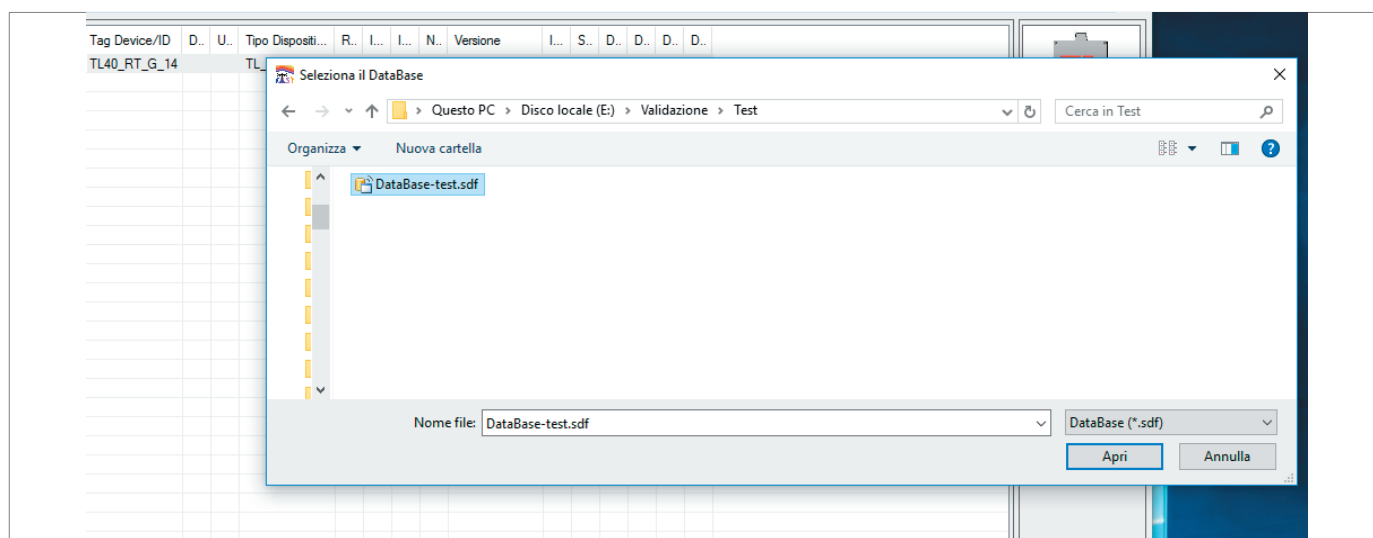 Tag Device/ID D.. U.. Tipo Dispositi... R.. I... I... N.. Versione I... S.. D.. D.. D.. D..
TL40_RT_G_14 TL_
Seleziona il DataBase
Questo PC > Disco locale (E:) > Validazione > Test
Cerca in Test
Organizza Nuova cartella
DataBase-test.sdf
Nome file: DataBase-test.sdf DataBase (*.sdf)
Apri Annulla